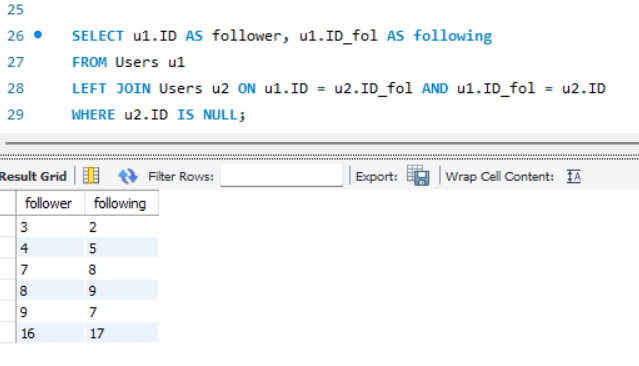 25
26 SELECT u1.ID AS follower, u1.ID_fol AS following
27 FROM Users u1
28 LEFT JOIN Users u2 ON u1.ID = u2.ID_fol AND u1.ID_fol = u2.ID
29 WHERE u2.ID IS NULL;
Result Grid Filter Rows: Export: Wrap Cell Content: IA
follower following
3 2
4 5
7 8
8 9
9 7
16 17